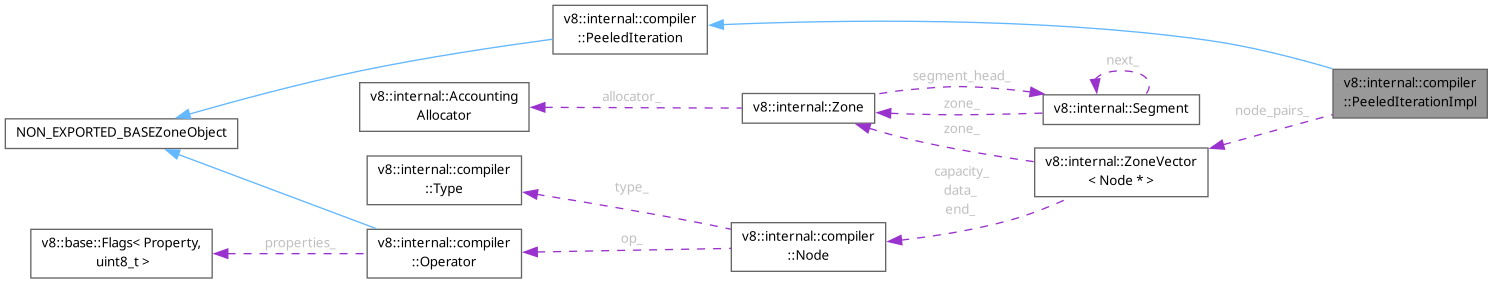 v8::internal::compiler
::PeeledIteration
v8::internal::compiler
::PeeledIterationImpl
next_
segment_head_
v8::internal::Accounting
Allocator
allocator_
v8::internal::Zone
zone_
v8::internal::Segment
node_pairs_
NON_EXPORTED_BASEZoneObject
zone_
v8::internal::ZoneVector
< Node * >
v8::internal::compiler
::Type
type_
capacity_
data_
end_
v8::base::Flags< Property,
uint8_t >
properties_
v8::internal::compiler
::Operator
op_
v8::internal::compiler
::Node